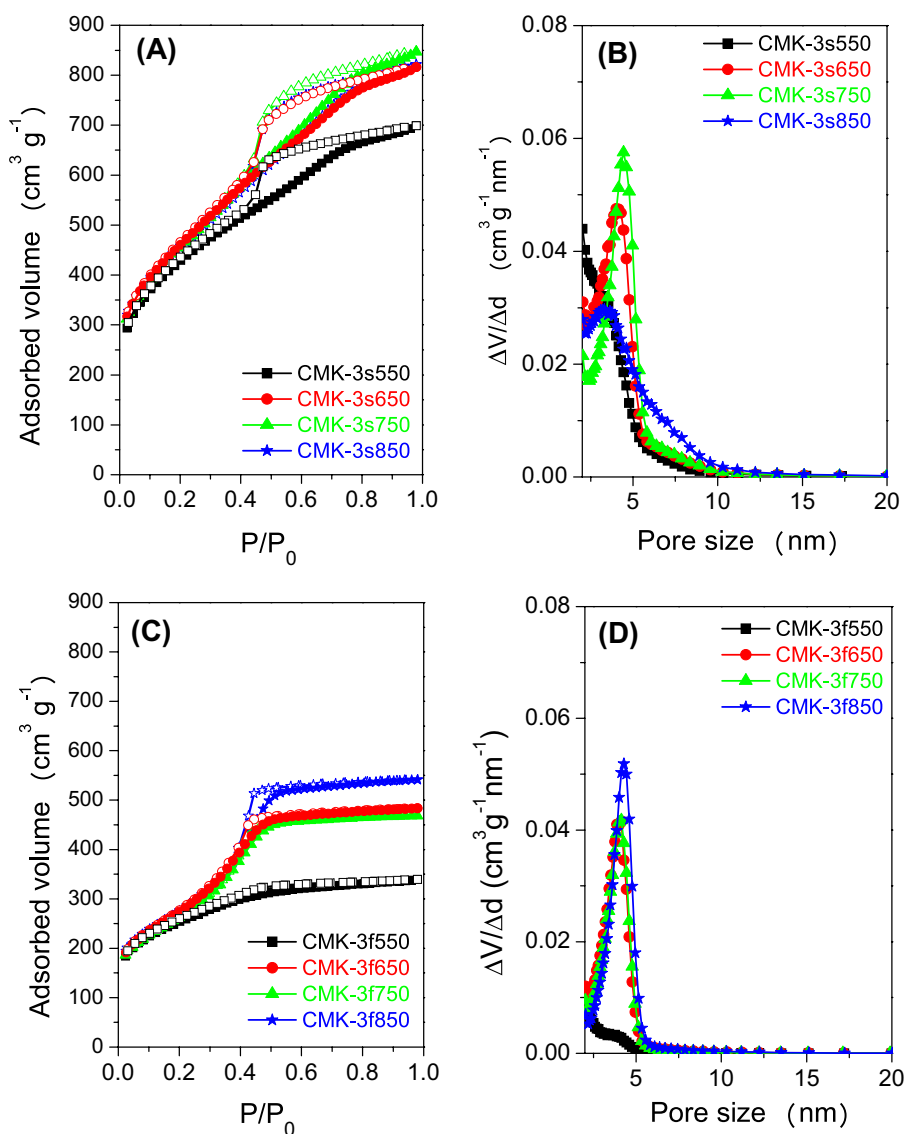 (A)
Adsorbed volume (cm³ g⁻¹)
900
800
700
600
500
400
300
200
100
0
CMK-3s550
CMK-3s650
CMK-3s750
CMK-3s850
0.0 0.2 0.4 0.6 0.8 1.0
P/P₀
(B)
ΔV/Δd (cm³g⁻¹nm⁻¹)
0.08
0.06
0.04
0.02
0.00
CMK-3s550
CMK-3s650
CMK-3s750
CMK-3s850
5 10 15 20
Pore size (nm)
(C)
Adsorbed volume (cm³ g⁻¹)
900
800
700
600
500
400
300
200
100
0
CMK-3f550
CMK-3f650
CMK-3f750
CMK-3f850
0.0 0.2 0.4 0.6 0.8 1.0
P/P₀
(D)
ΔV/Δd (cm³g⁻¹nm⁻¹)
0.08
0.06
0.04
0.02
0.00
CMK-3f550
CMK-3f650
CMK-3f750
CMK-3f850
5 10 15 20
Pore size (nm)